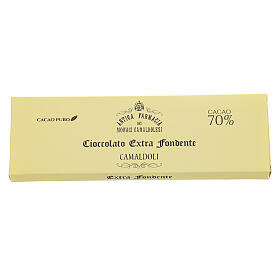 CACAO PURO
ANTICA FARMACIA
DEI
MONACI CAMALDOLESI
CACAO
70%
Cioccolato Extra Fondente
CAMALDOLI
Extra Fondente